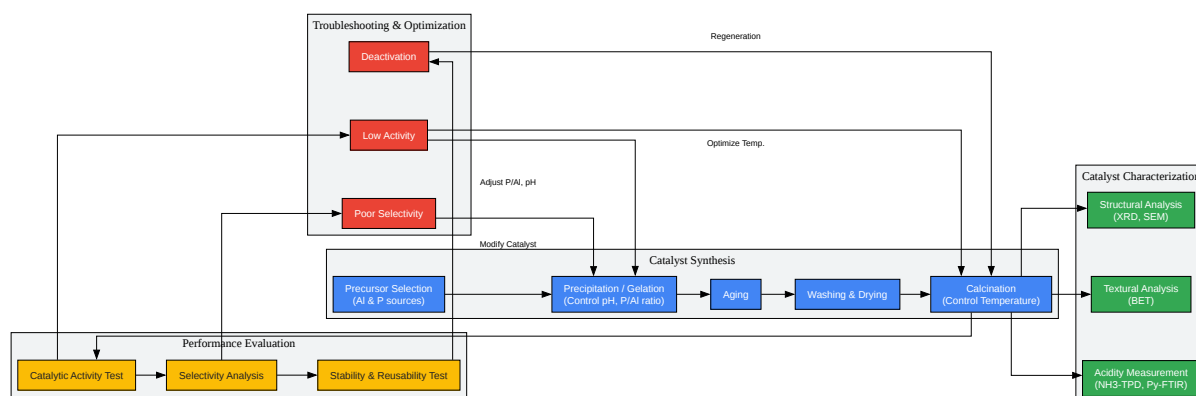 Troubleshooting & Optimization
Deactivation
Regeneration
Low Activity
Optimize Temp.
Adjust P/Al, pH
Poor Selectivity
Modify Catalyst
Catalyst Characterization
Structural Analysis
(XRD, SEM)
Textural Analysis
(BET)
Acidity Measurement
(NH3-TPD, Py-FTIR)
Catalyst Synthesis
Precursor Selection
(Al & P sources)
Precipitation / Gelation
(Control pH, P/Al ratio)
Aging
Washing & Drying
Calcination
(Control Temperature)
Performance Evaluation
Catalytic Activity Test
Selectivity Analysis
Stability & Reusability Test